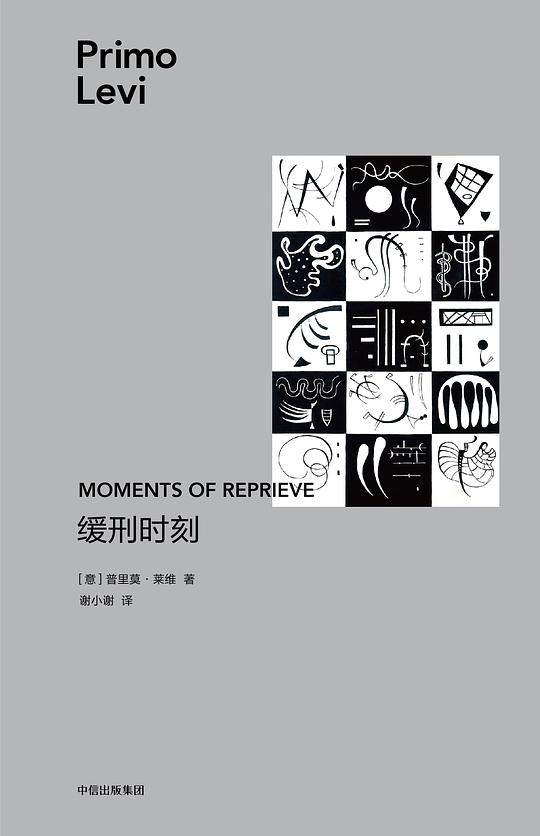 Primo
Levi
MOMENTS OF REPRIEVE
缓刑时刻
[意] 普里莫·莱维 著
谢小谢 译
中信出版集团